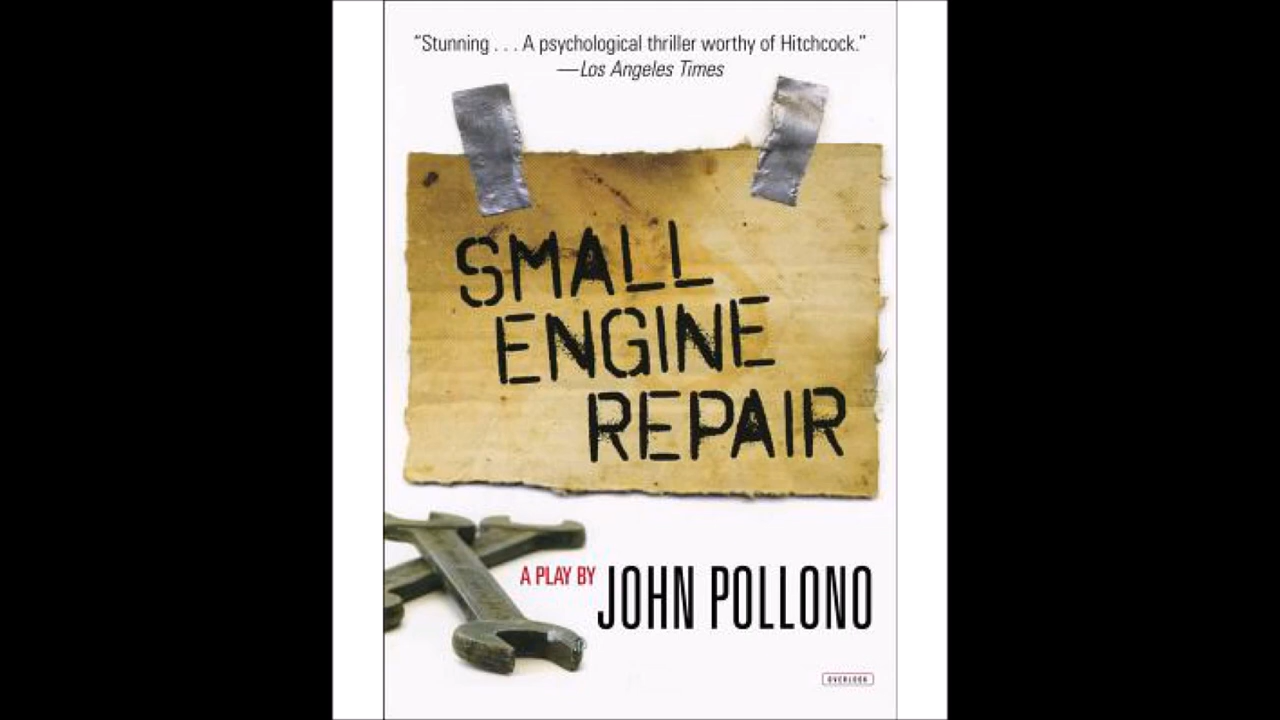 “Stunning . . . A psychological thriller worthy of Hitchcock.”
—Los Angeles Times
SMALL
ENGINE
REPAIR
A PLAY BY JOHN POLLONO
OVERLOOK